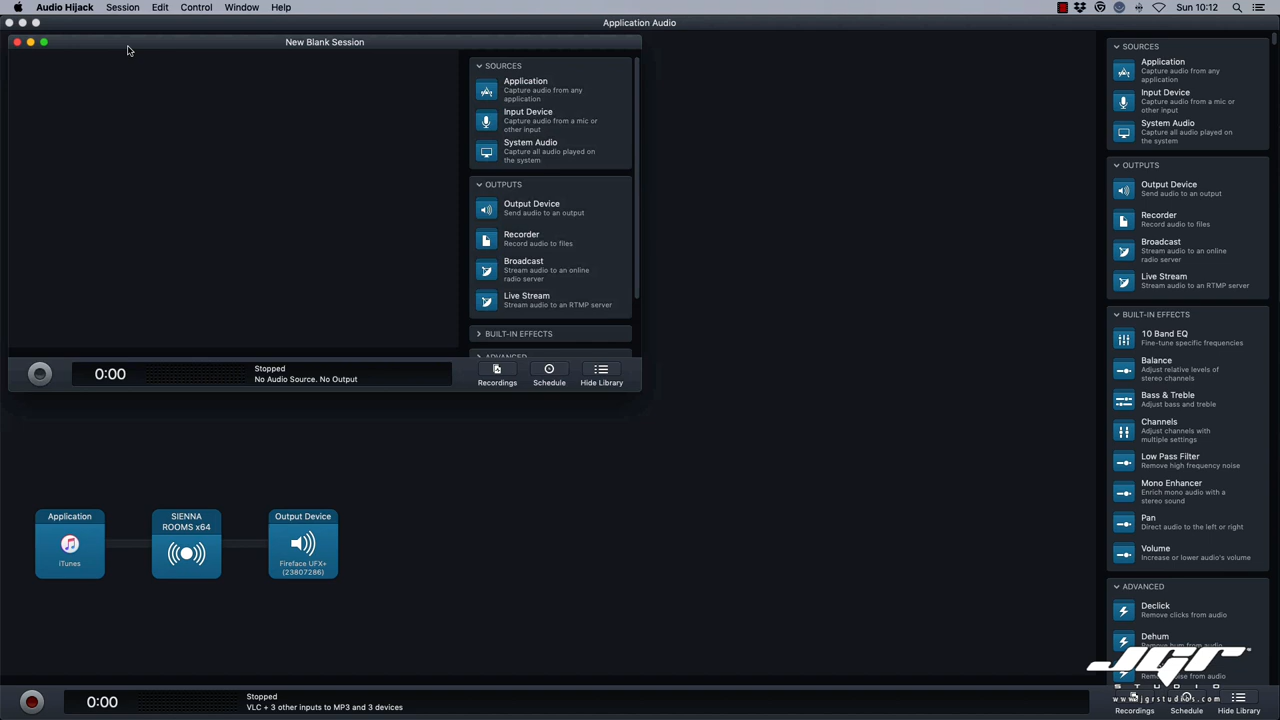 Audio Hijack Session Edit Control Window Help Sun 10:12
Application Audio
New Blank Session
SOURCES
Application
Capture audio from any
application
Input Device
Capture audio from a mic or
other input
System Audio
Capture all audio played on
the system
OUTPUTS
Output Device
Send audio to an output
Recorder
Record audio to files
Broadcast
Stream audio to an online
radio server
Live Stream
Stream audio to an RTMP server
BUILT-IN EFFECTS
ADVANCED
0:00
Stopped
No Audio Source. No Output
Recordings
Schedule
Hide Library
Application
iTunes
SIENNA
ROOMS x64
Output Device
Fireface UFX+
(23807286)
SOURCES
Application
Capture audio from any
application
Input Device
Capture audio from a mic or
other input
System Audio
Capture all audio played on
the system
OUTPUTS
Output Device
Send audio to an output
Recorder
Record audio to files
Broadcast
Stream audio to an online
radio server
Live Stream
Stream audio to an RTMP server
BUILT-IN EFFECTS
10 Band EQ
Fine-tune specific frequencies
Balance
Adjust relative levels of
stereo channels
Bass & Treble
Adjust bass and treble
Channels
Adjust channels with
multiple settings
Low Pass Filter
Remove high frequency noise
Mono Enhancer
Enrich mono audio with a
stereo sound
Pan
Direct audio to the left or right
Volume
Increase or lower audio's volume
ADVANCED
Declick
Remove clicks from audio
Dehum
Remove hum from audio
from audio
JGR
www.jgrstudios.com
0:00
Stopped
VLC + 3 other inputs to MP3 and 3 devices
Recordings
Schedule
Hide Library